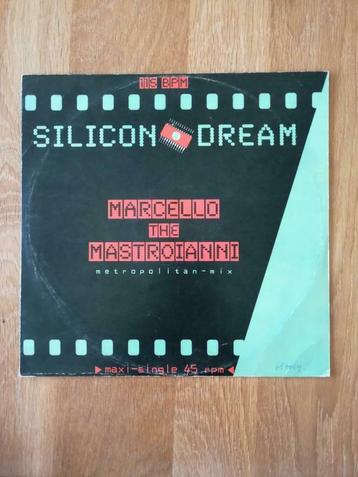 115 BPM
SILICON DREAM
MARCELLO
THE
MASTROIANNI
metropolitan-mix
maxi-single 45 rpm